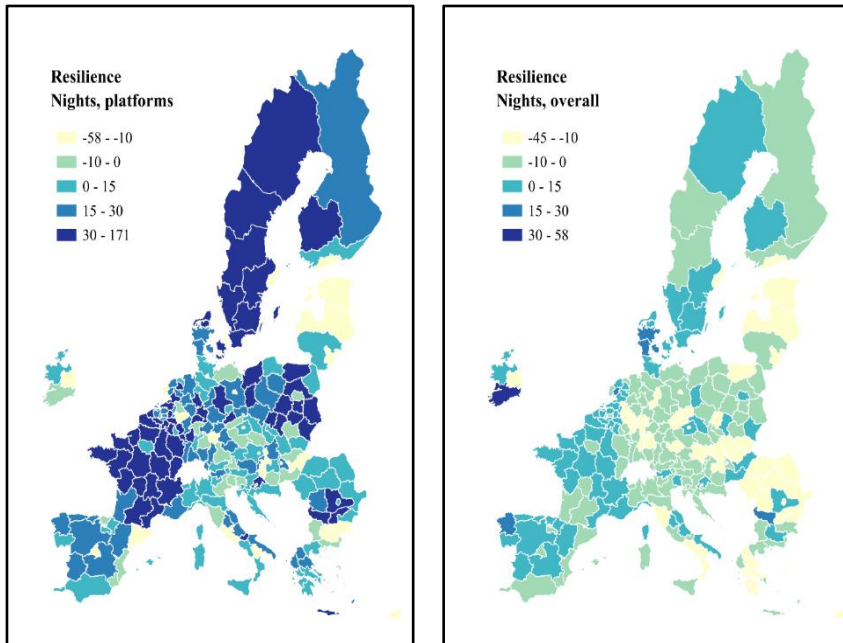 Resilience
Nights, platforms
-58 - -10
-10 - 0
0 - 15
15 - 30
30 - 171
Resilience
Nights, overall
-45 - -10
-10 - 0
0 - 15
15 - 30
30 - 58